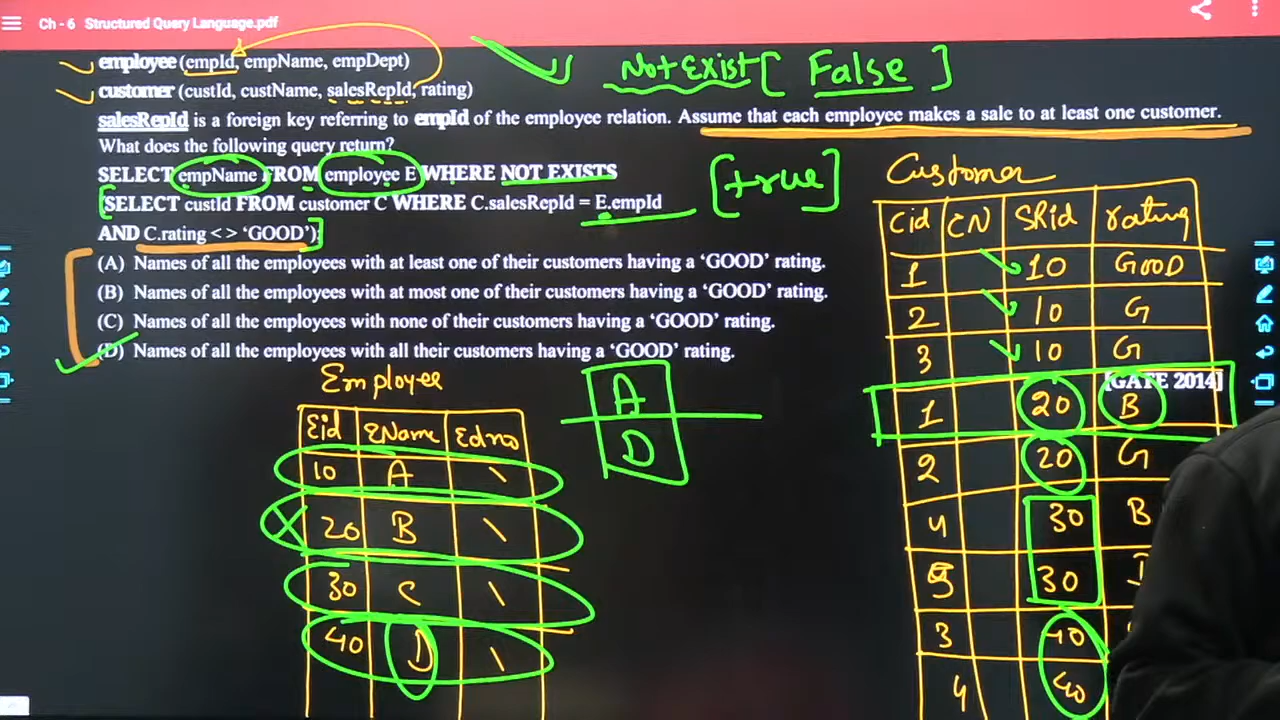 Ch - 6 Structured Query Language.pdf
employee (empId, empName, empDept)
customer (custId, custName, salesRepId, rating)
salesRepId is a foreign key referring to empId of the employee relation. Assume that each employee makes a sale to at least one customer.
What does the following query return?
SELECT empName FROM employee E WHERE NOT EXISTS
(SELECT custId FROM customer C WHERE C.salesRepId = E.empId
AND C.rating < > ‘GOOD’);
(A) Names of all the employees with at least one of their customers having a ‘GOOD’ rating.
(B) Names of all the employees with at most one of their customers having a ‘GOOD’ rating.
(C) Names of all the employees with none of their customers having a ‘GOOD’ rating.
(D) Names of all the employees with all their customers having a ‘GOOD’ rating.
[GATE 2014]
Not Exist [ False ]
[true]
Employee
Eid EName Edno
10 A \
20 B \
30 C \
40 D \
A
D
Customer
Cid CN SRid rating
1 10 GOOD
2 10 G
3 10 G
1 20 B
2 20 G
4 30 B
5 30
3 40
4 40